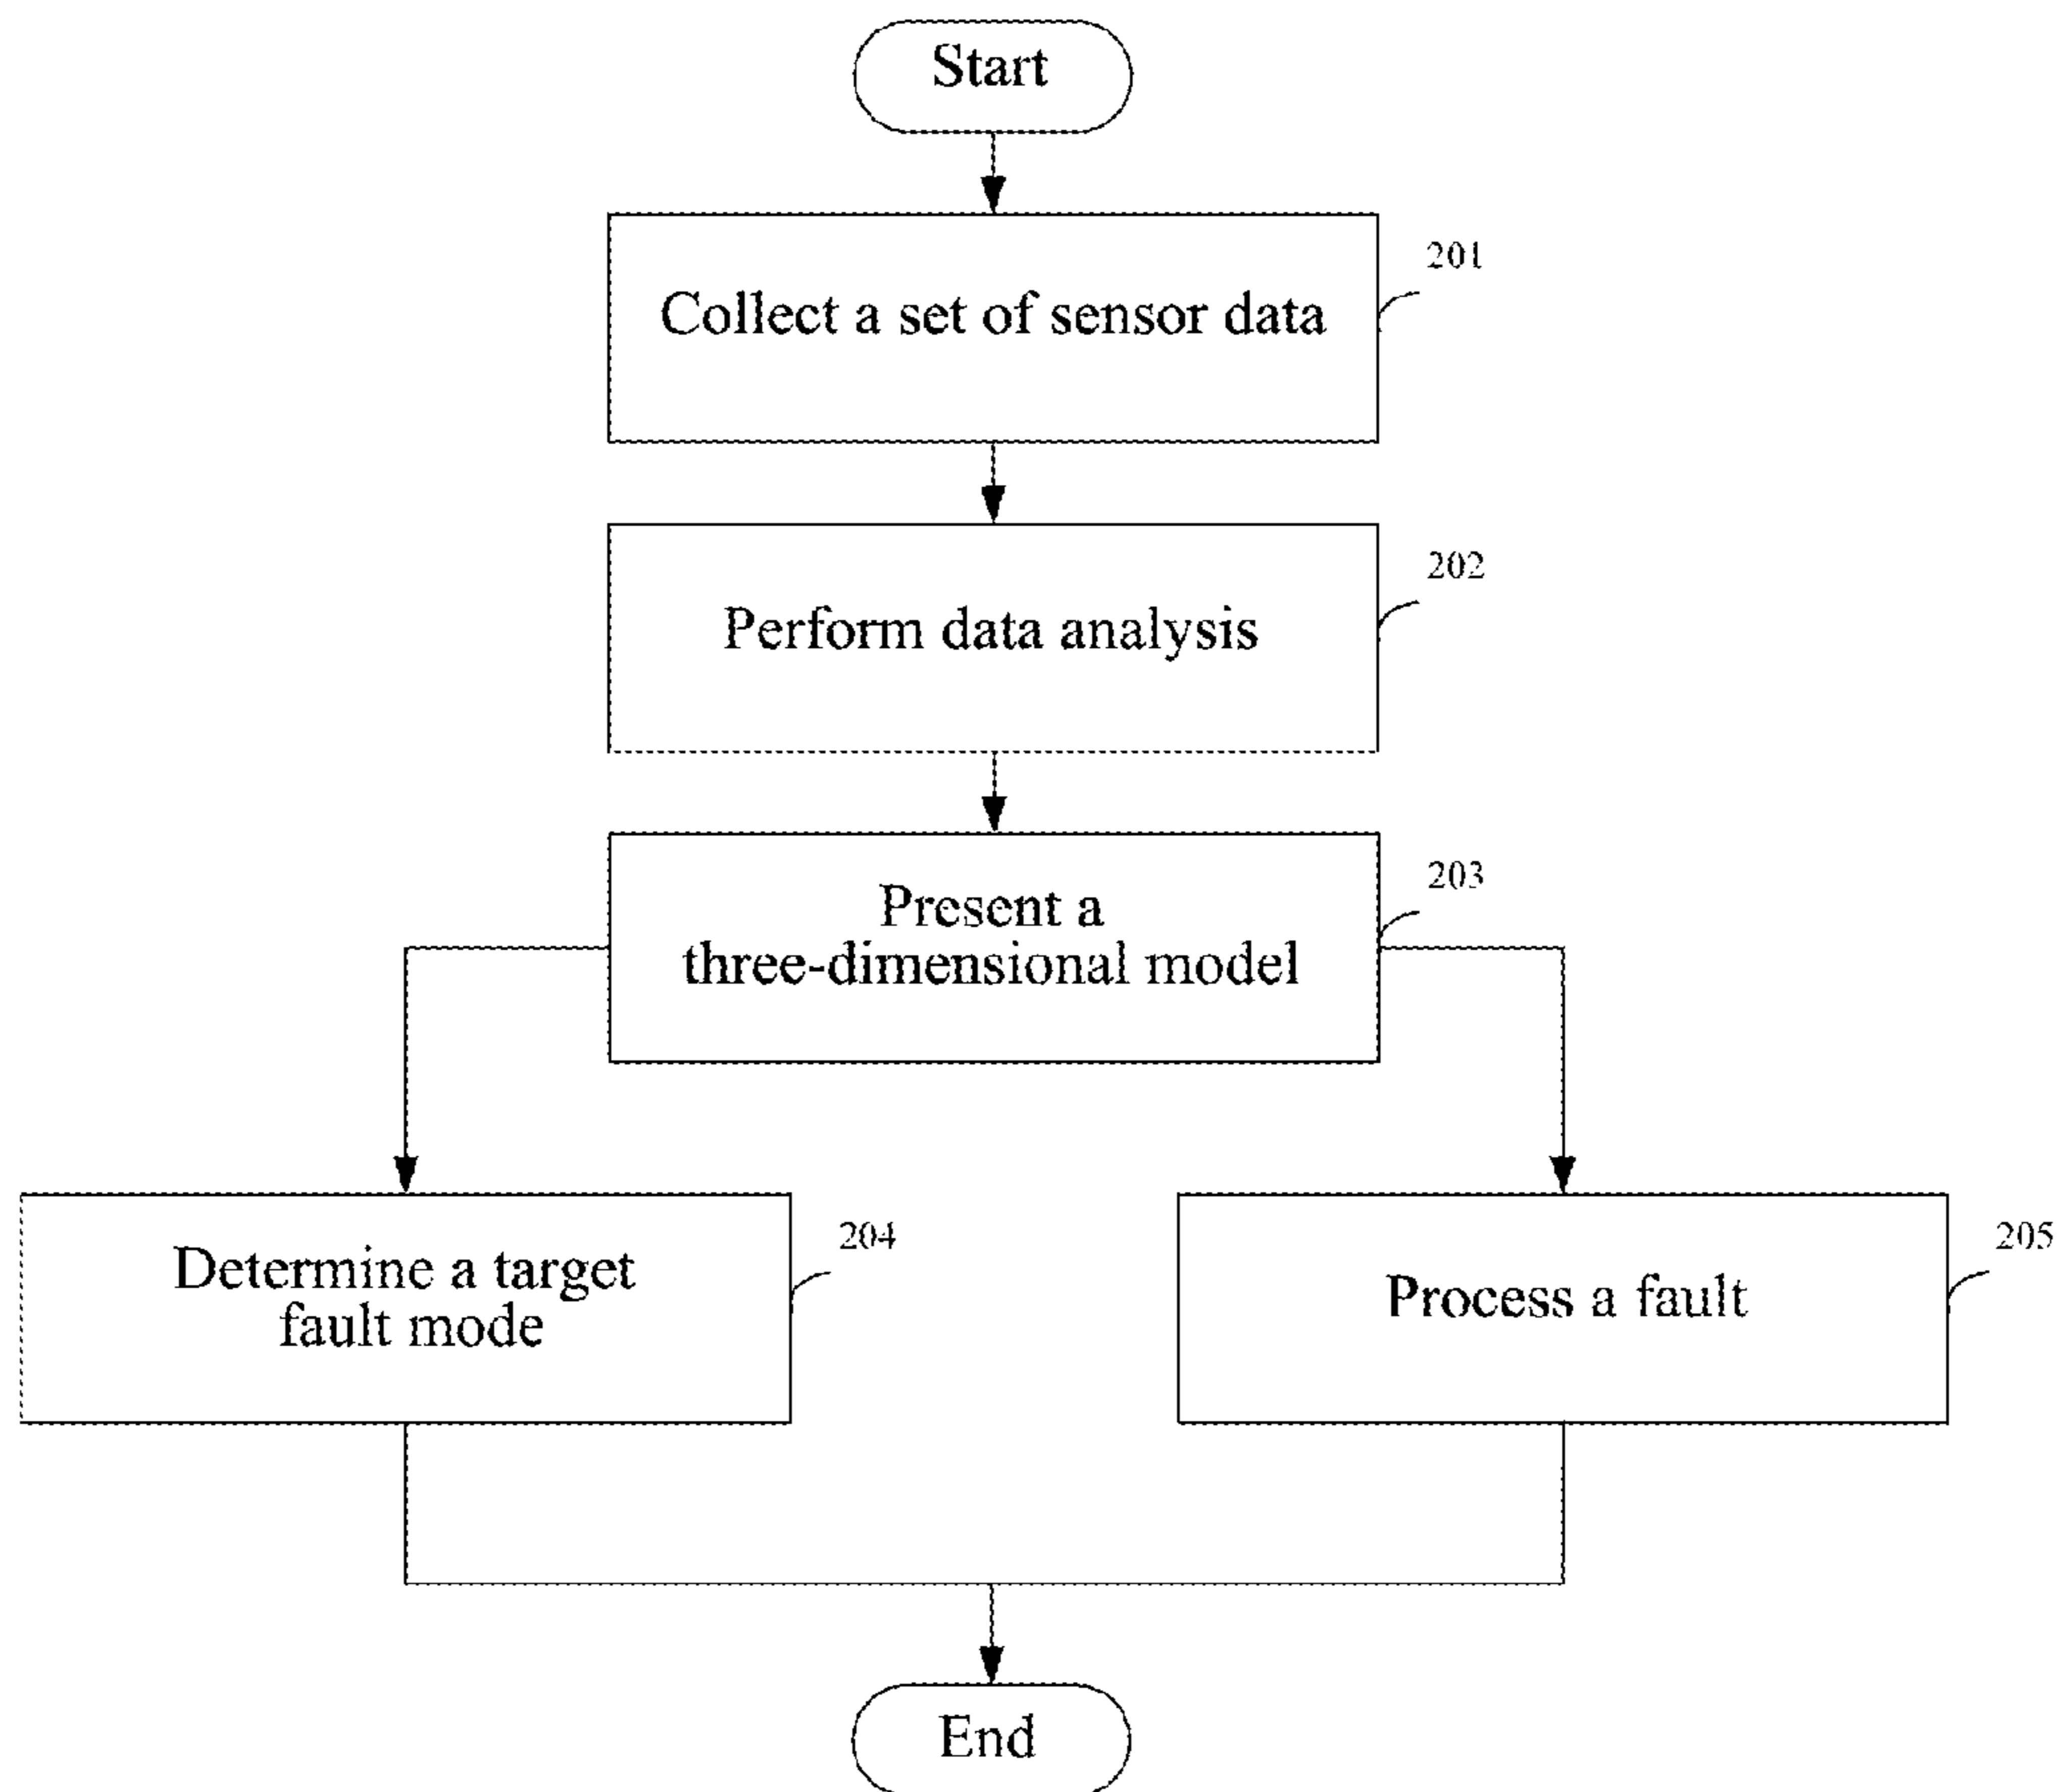 Start
201
Collect a set of sensor data
202
Perform data analysis
203
Present a
three-dimensional model
204
Determine a target
fault mode
205
Process a fault
End